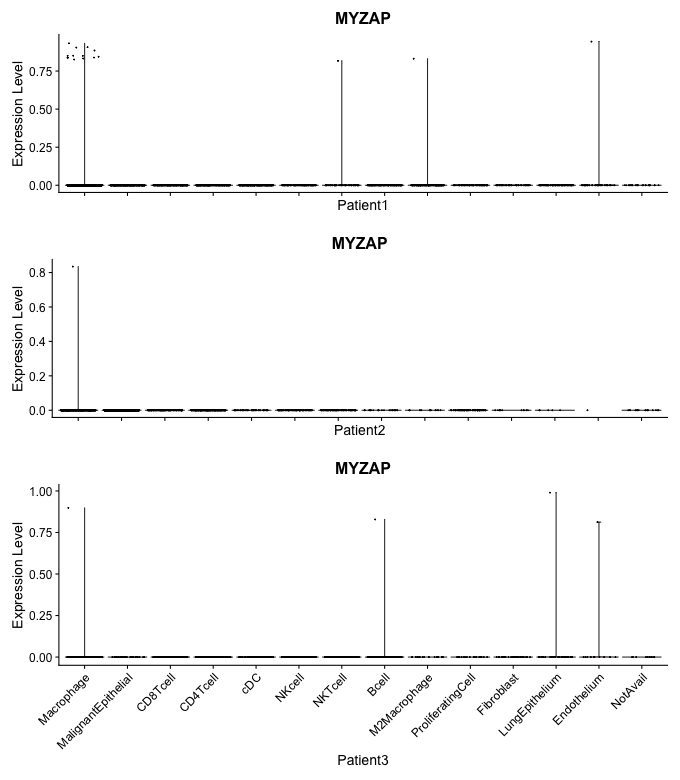 MYZAP
Expression Level
0.75
0.50
0.25
0.00
Patient1
MYZAP
Expression Level
0.8
0.6
0.4
0.2
0.0
Patient2
MYZAP
Expression Level
1.00
0.75
0.50
0.25
0.00
Macrophage
MalignantEpithelial
CD8Tcell
CD4Tcell
cDC
NKcell
NKTcell
Bcell
M2Macrophage
ProliferatingCell
Fibroblast
LungEpithelium
Endothelium
NotAvail
Patient3